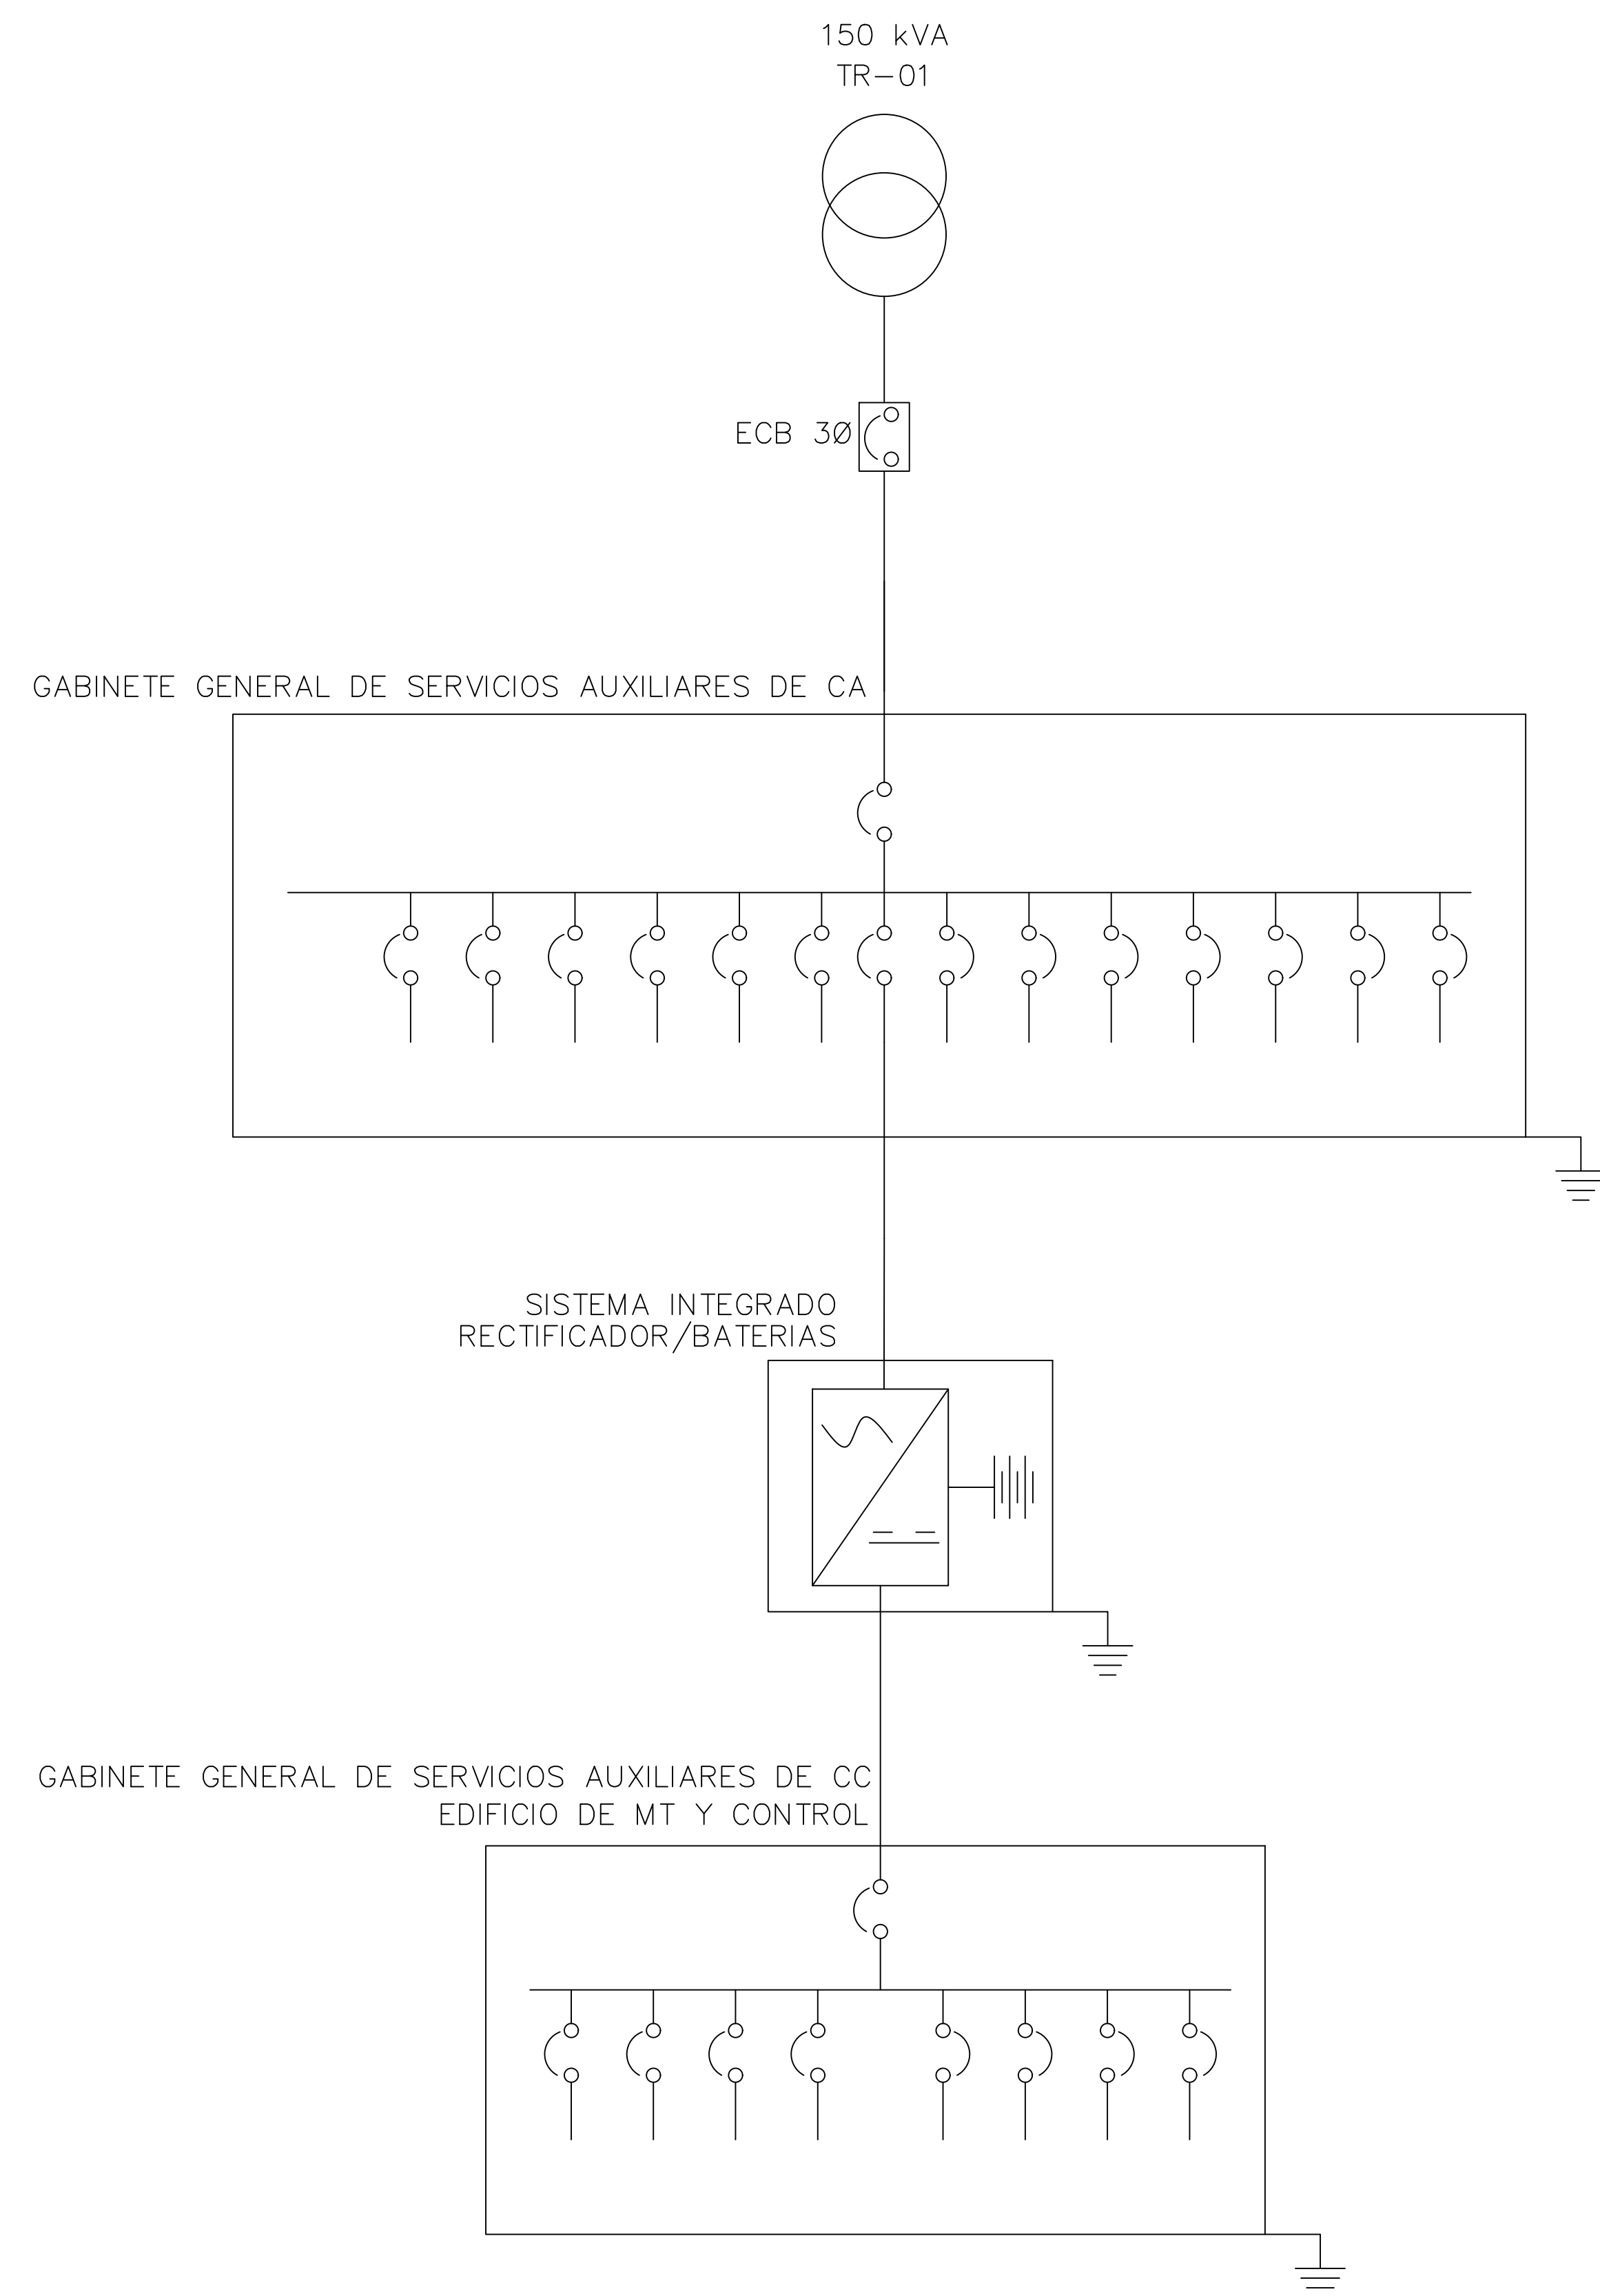 150 kVA
TR-01
ECB 3Ø
GABINETE GENERAL DE SERVICIOS AUXILIARES DE CA
SISTEMA INTEGRADO
RECTIFICADOR/BATERIAS
GABINETE GENERAL DE SERVICIOS AUXILIARES DE CC
EDIFICIO DE MT Y CONTROL